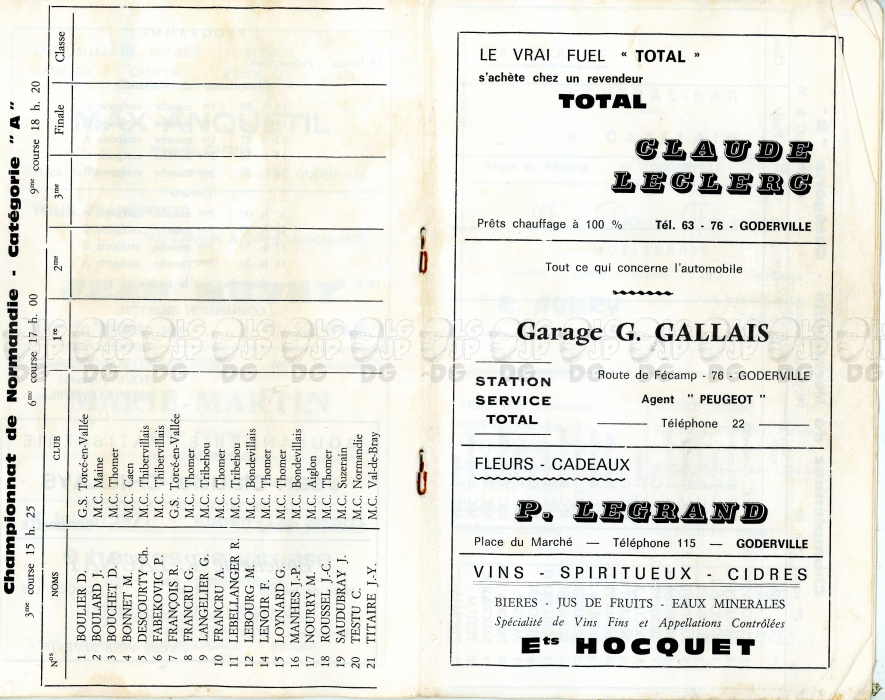 Championnat de Normandie - Catégorie " A "
3me course 15 h. 25 6me course 17 h. 00 9me course 18 h. 20
Nos NOMS CLUB 1re 2me 3me Finale Classe
1 BOULIER D. G.S. Torcé-en-Vallée
2 BOULARD J. M.C. Maine
3 BOUCHET D. M.C. Thomer
4 BONNET M. M.C. Caen
5 DESCOURTY Ch. M.C. Thibervillais
6 FABEKOVIC P. M.C. Thibervillais
7 FRANÇOIS R. G.S. Torcé-en-Vallée
8 FRANCRU G. M.C. Thomer
9 LANCELIER G. M.C. Tribehou
10 FRANCRU A. M.C. Thomer
11 LEBELLANGER R. M.C. Tribehou
12 LEBOURG M. M.C. Bondevillais
14 LENOIR F. M.C. Thomer
15 LOYNARD G. M.C. Thomer
16 MANHES J.-P. M.C. Bondevillais
17 NOURRY M. M.C. Aiglon
18 ROUSSEL J.-C. M.C. Thomer
19 SAUDUBRAY J. M.C. Suzerain
20 TESTU C. M.C. Normandie
21 TITAIRE J.-Y. M.C. Val-de-Bray
LE VRAI FUEL " TOTAL "
s'achète chez un revendeur
TOTAL
CLAUDE
LECLERC
Prêts chauffage à 100 % Tél. 63 - 76 - GODERVILLE
Tout ce qui concerne l'automobile
Garage G. GALLAIS
STATION
SERVICE
TOTAL
Route de Fécamp - 76 - GODERVILLE
Agent " PEUGEOT "
Téléphone 22
FLEURS - CADEAUX
P. LEGRAND
Place du Marché — Téléphone 115 — GODERVILLE
VINS - SPIRITUEUX - CIDRES
BIERES - JUS DE FRUITS - EAUX MINERALES
Spécialité de Vins Fins et Appellations Contrôlées
Ets HOCQUET